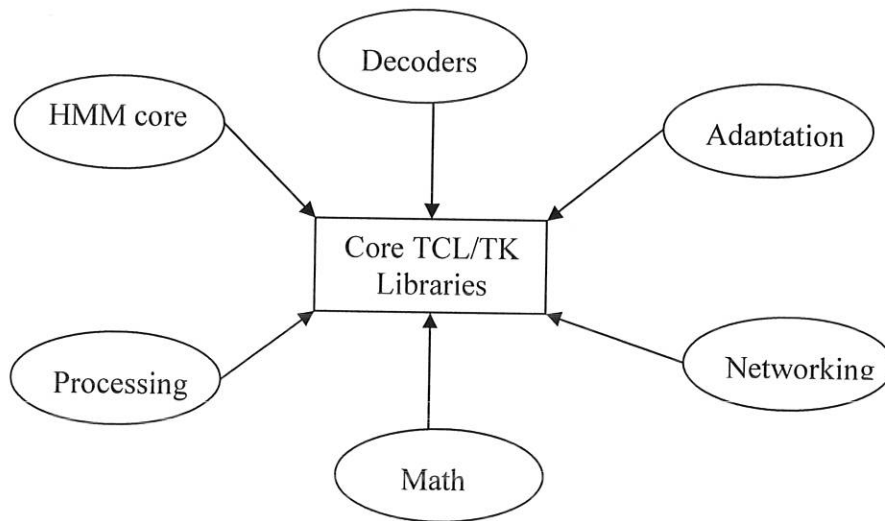 Decoders
HMM core
Adaptation
Core TCL/TK
Libraries
Processing
Networking
Math